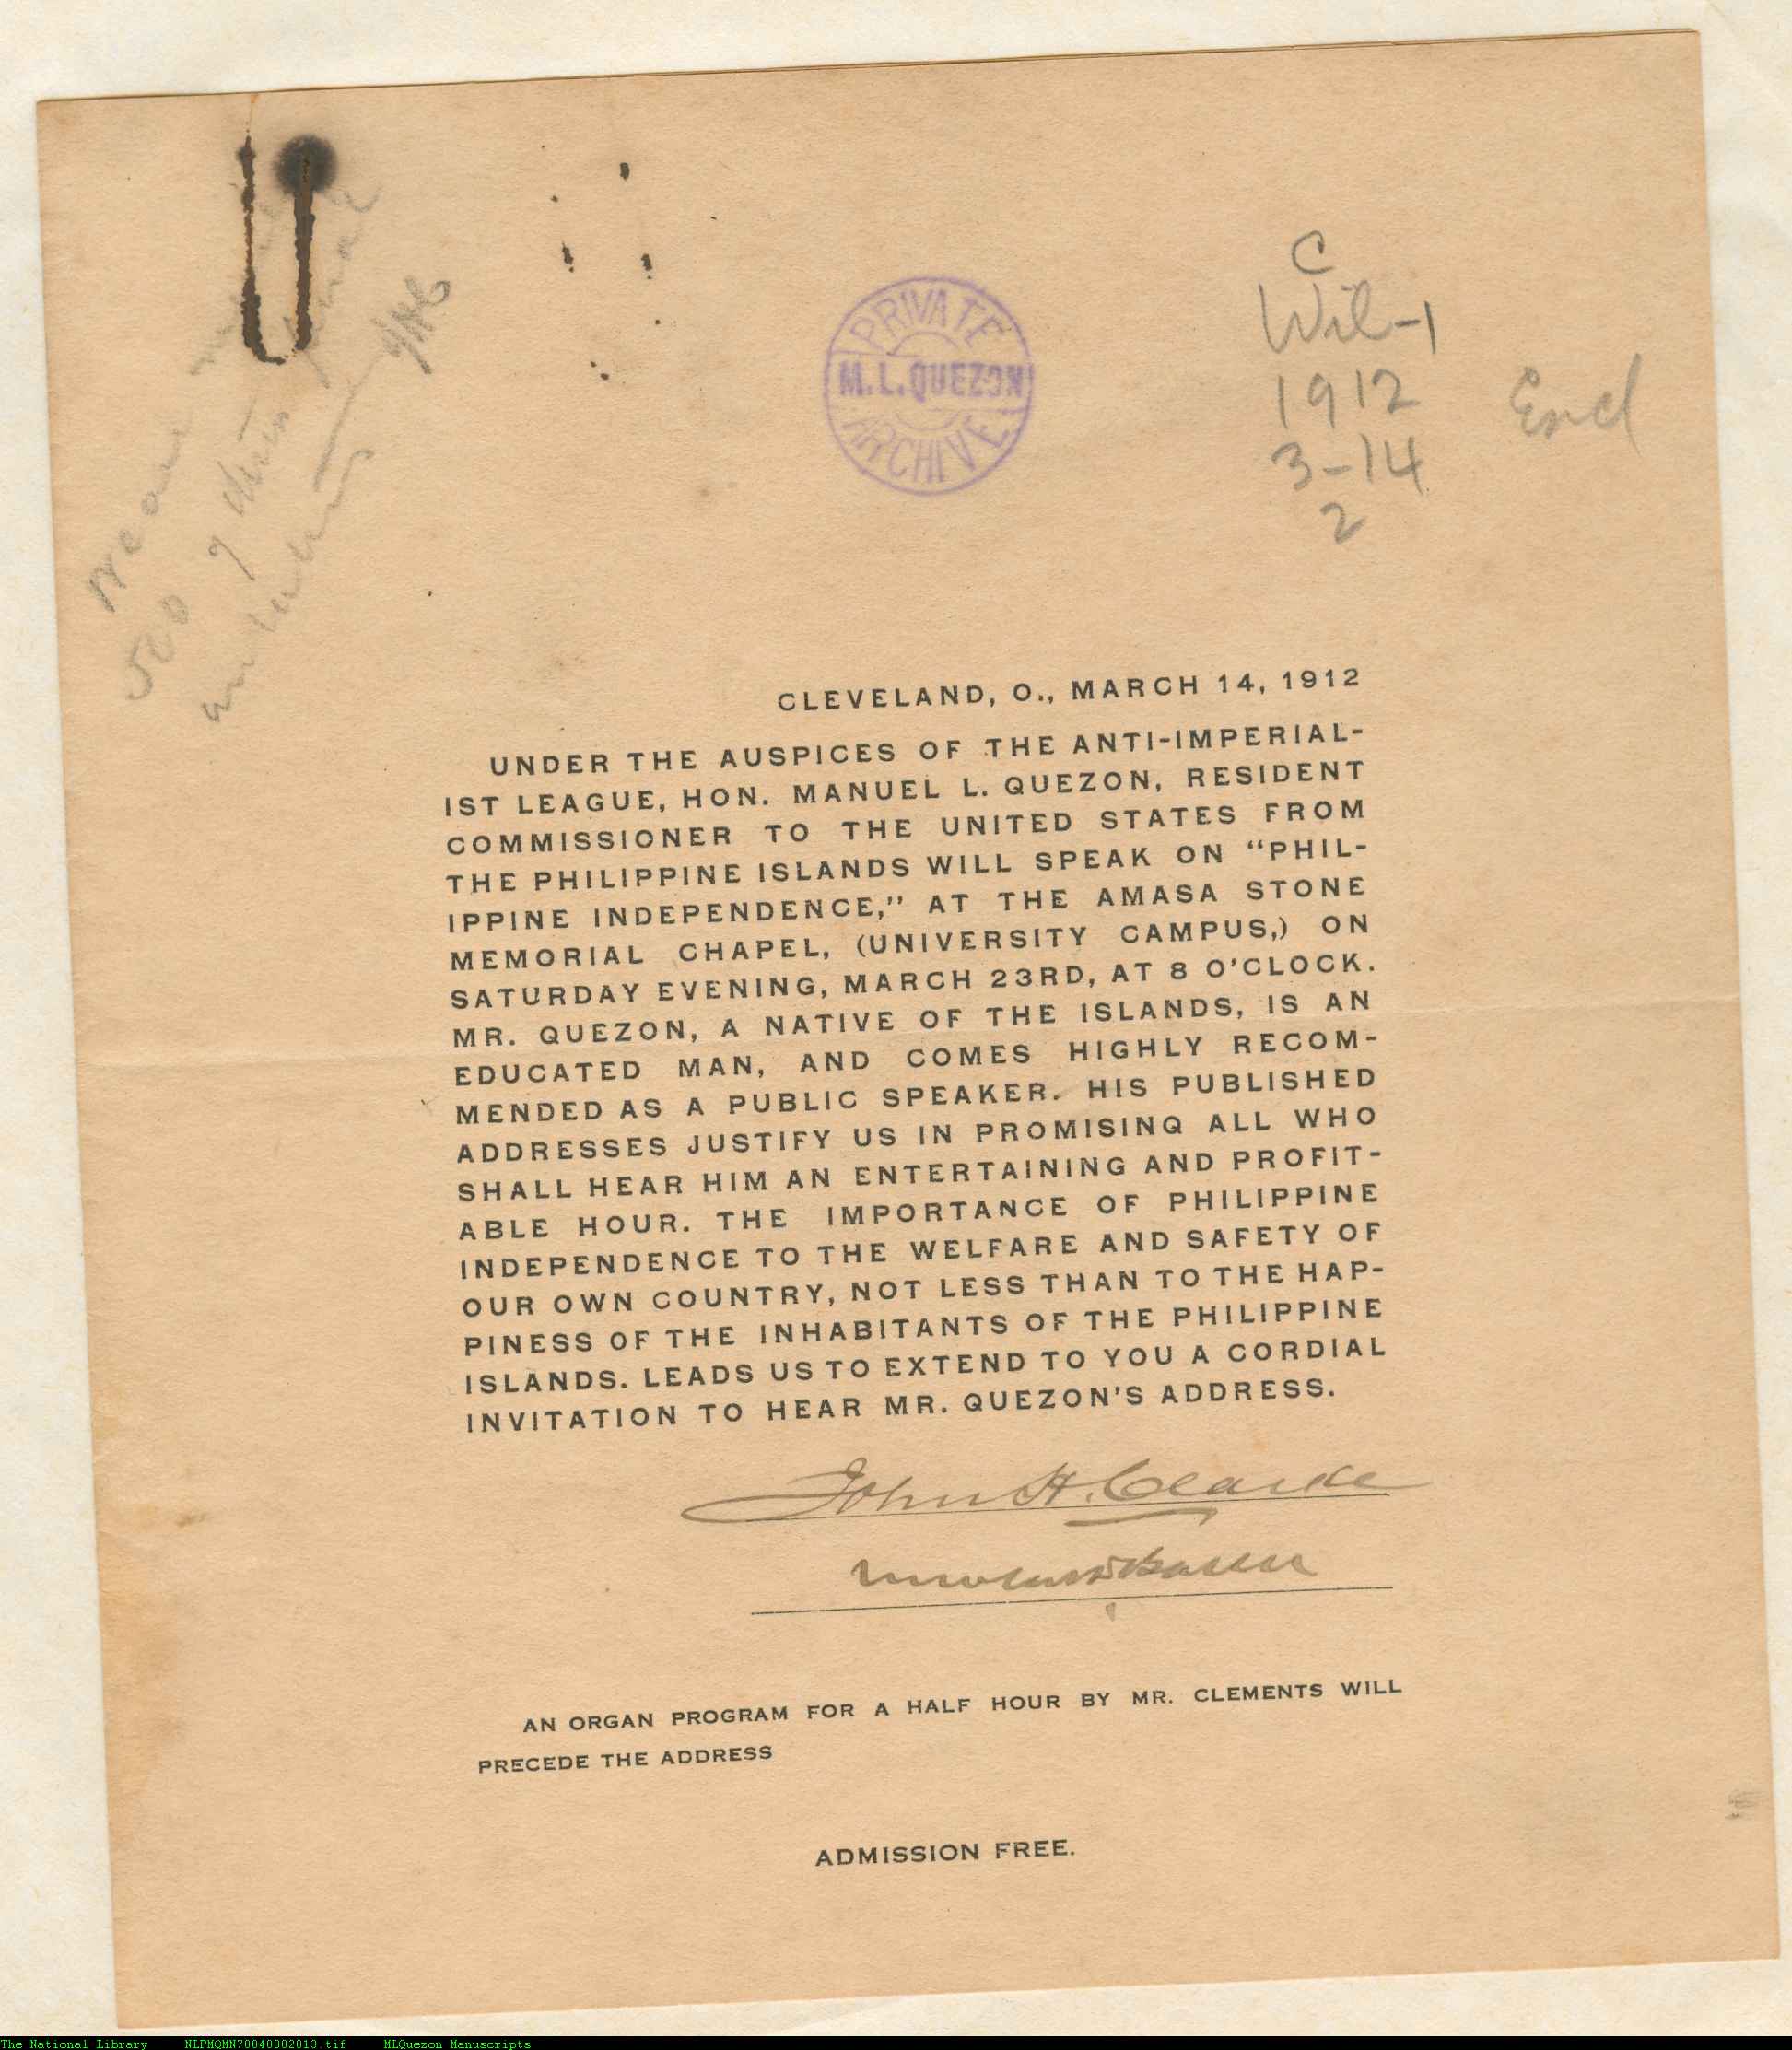 PRIVATE
M.L.QUEZON
ARCHIVE
C
Wil-1
1912
3-14
2
Encl
500
JHC
CLEVELAND, O., MARCH 14, 1912
UNDER THE AUSPICES OF THE ANTI-IMPERIAL-
IST LEAGUE, HON. MANUEL L. QUEZON, RESIDENT
COMMISSIONER TO THE UNITED STATES FROM
THE PHILIPPINE ISLANDS WILL SPEAK ON "PHIL-
IPPINE INDEPENDENCE," AT THE AMASA STONE
MEMORIAL CHAPEL, (UNIVERSITY CAMPUS,) ON
SATURDAY EVENING, MARCH 23RD, AT 8 O'CLOCK.
MR. QUEZON, A NATIVE OF THE ISLANDS, IS AN
EDUCATED MAN, AND COMES HIGHLY RECOM-
MENDED AS A PUBLIC SPEAKER. HIS PUBLISHED
ADDRESSES JUSTIFY US IN PROMISING ALL WHO
SHALL HEAR HIM AN ENTERTAINING AND PROFIT-
ABLE HOUR. THE IMPORTANCE OF PHILIPPINE
INDEPENDENCE TO THE WELFARE AND SAFETY OF
OUR OWN COUNTRY, NOT LESS THAN TO THE HAP-
PINESS OF THE INHABITANTS OF THE PHILIPPINE
ISLANDS. LEADS US TO EXTEND TO YOU A CORDIAL
INVITATION TO HEAR MR. QUEZON'S ADDRESS.
John H. Clarke
AN ORGAN PROGRAM FOR A HALF HOUR BY MR. CLEMENTS WILL
PRECEDE THE ADDRESS
ADMISSION FREE.
The National Library NLPMQMN70040802013.tif MLQuezon Manuscripts